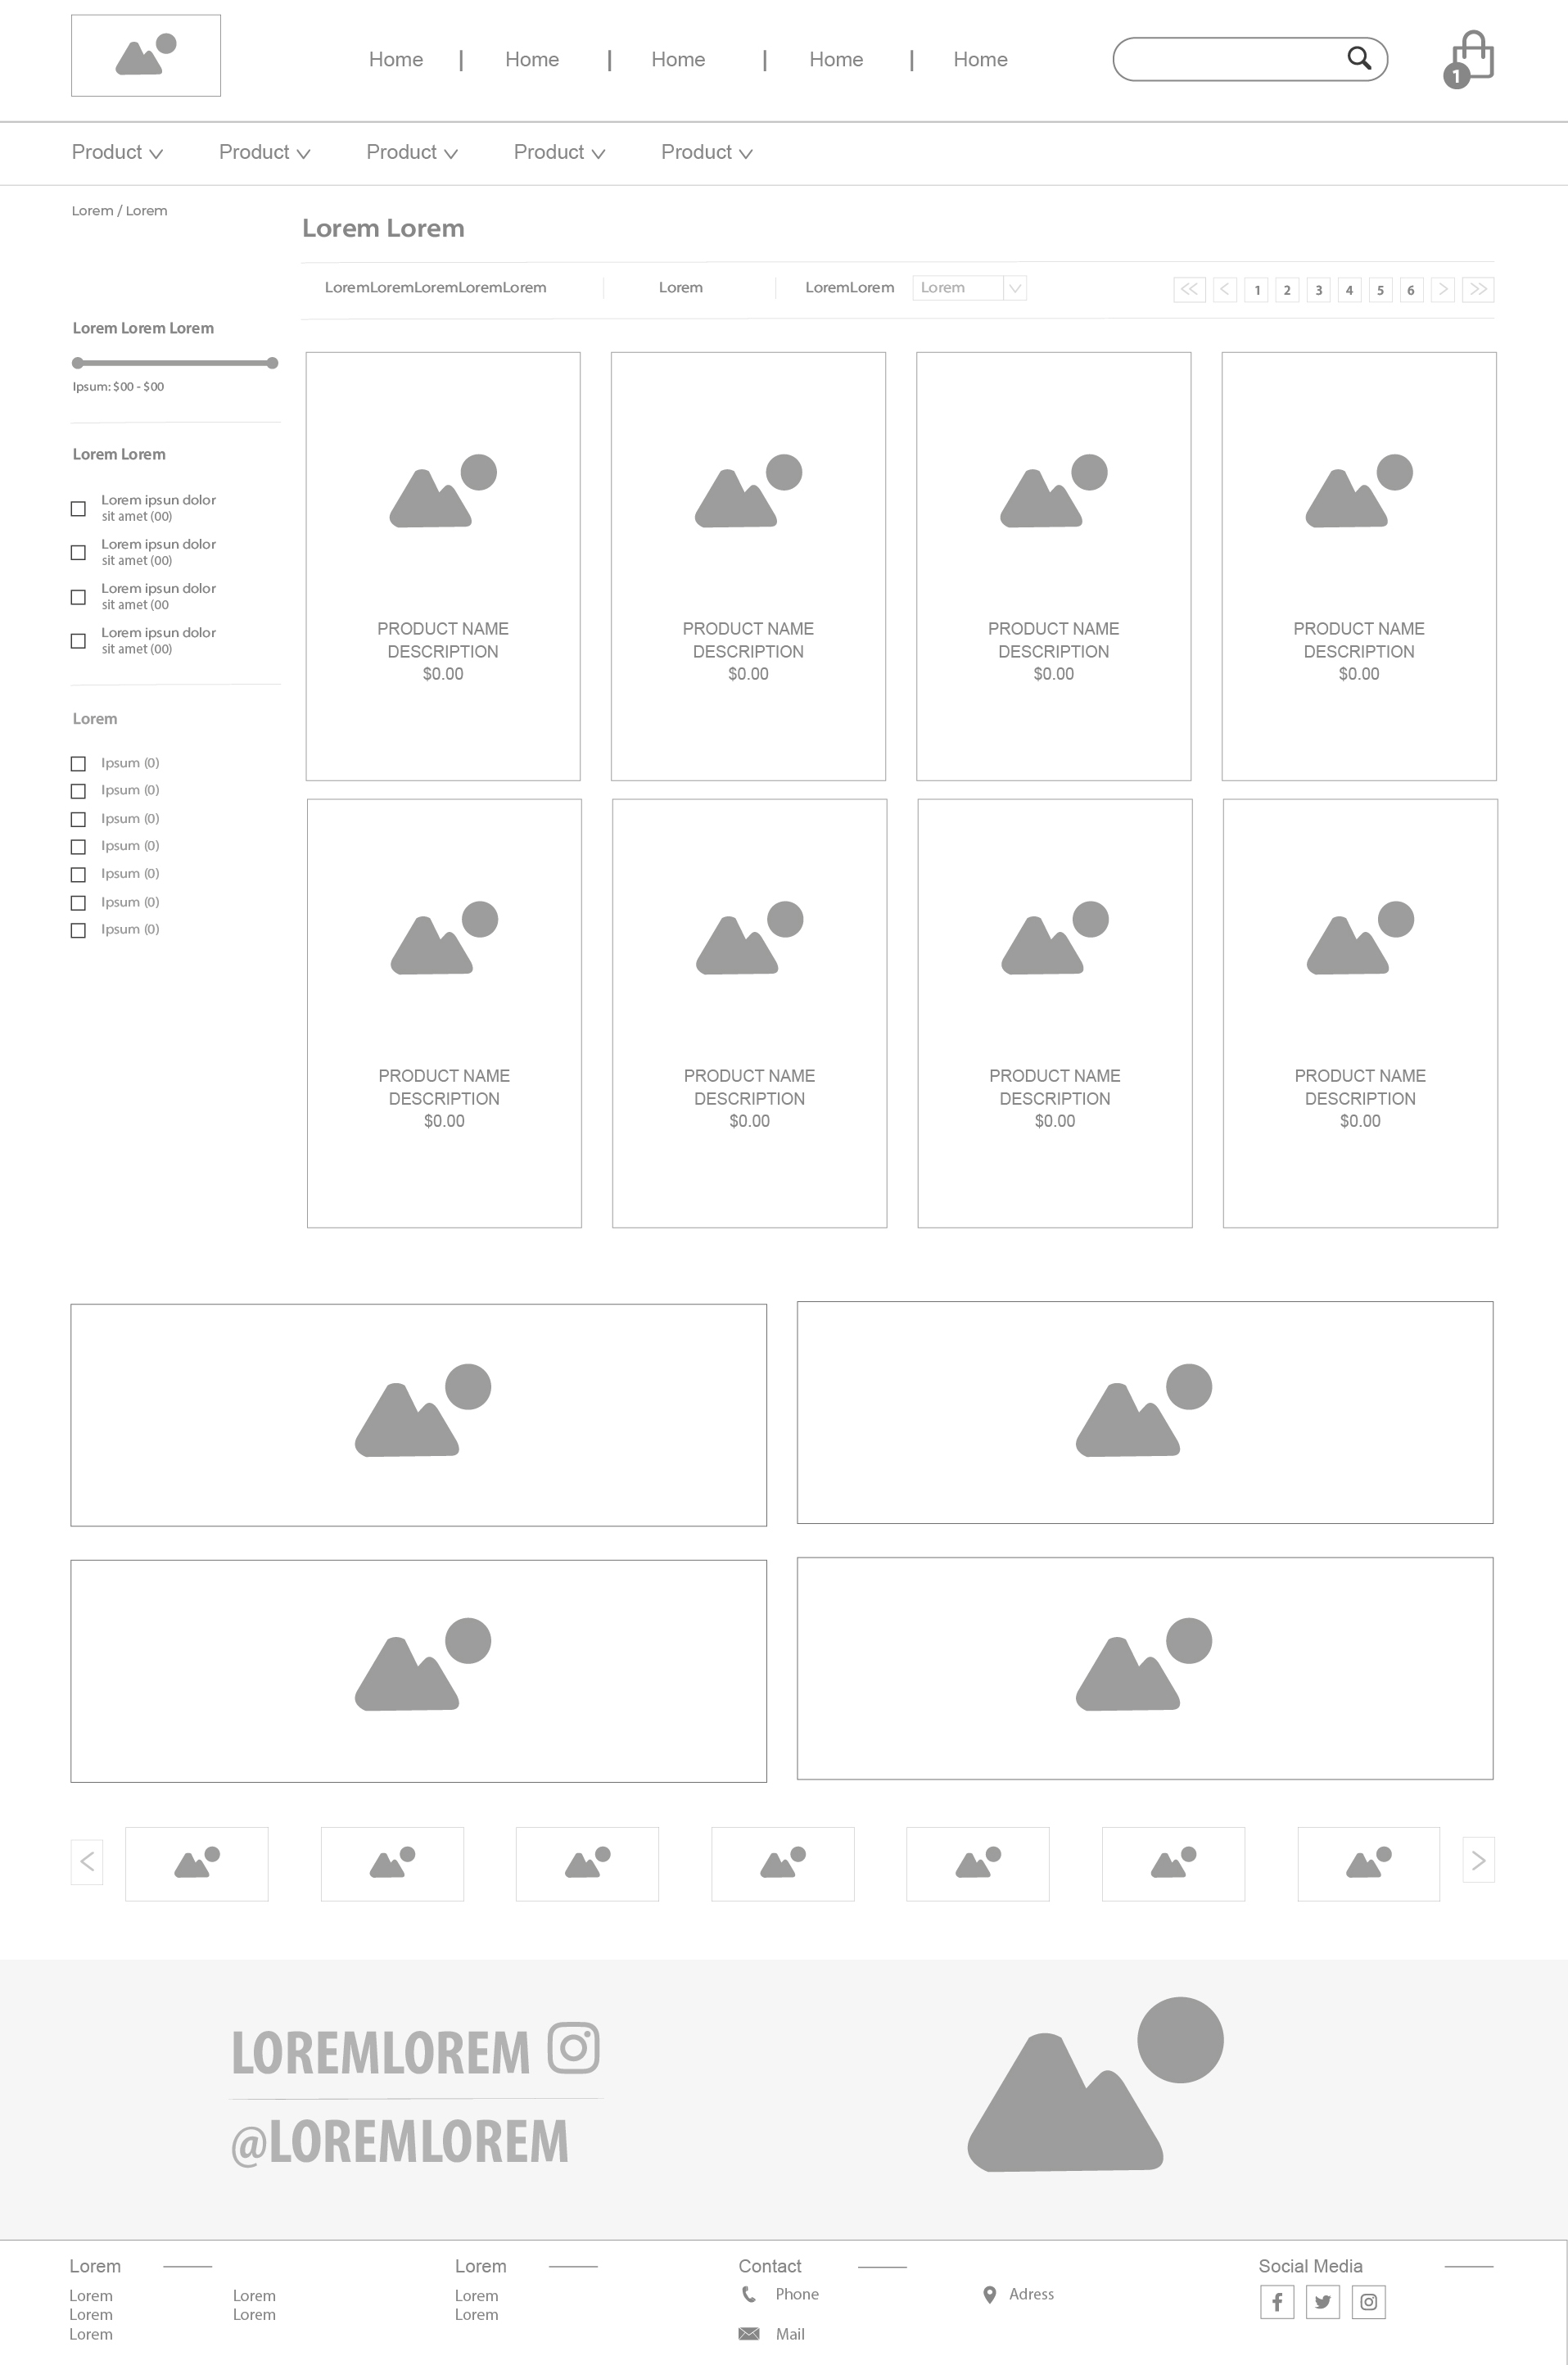 Home | Home | Home | Home | Home
1
Product Product Product Product Product
Lorem / Lorem
Lorem Lorem
LoremLoremLoremLoremLorem Lorem LoremLorem Lorem << < 1 2 3 4 5 6 > >>
Lorem Lorem Lorem
Ipsum: $00 - $00
Lorem Lorem
Lorem ipsun dolor
sit amet (00)
Lorem ipsun dolor
sit amet (00)
Lorem ipsun dolor
sit amet (00
Lorem ipsun dolor
sit amet (00)
Lorem
Ipsum (0)
Ipsum (0)
Ipsum (0)
Ipsum (0)
Ipsum (0)
Ipsum (0)
Ipsum (0)
PRODUCT NAME PRODUCT NAME PRODUCT NAME PRODUCT NAME
DESCRIPTION DESCRIPTION DESCRIPTION DESCRIPTION
$0.00 $0.00 $0.00 $0.00
PRODUCT NAME PRODUCT NAME PRODUCT NAME PRODUCT NAME
DESCRIPTION DESCRIPTION DESCRIPTION DESCRIPTION
$0.00 $0.00 $0.00 $0.00
< >
LOREMLOREM
@LOREMLOREM
Lorem Lorem Contact Social Media
Lorem Lorem Lorem Phone Adress
Lorem Lorem Lorem
Lorem Mail